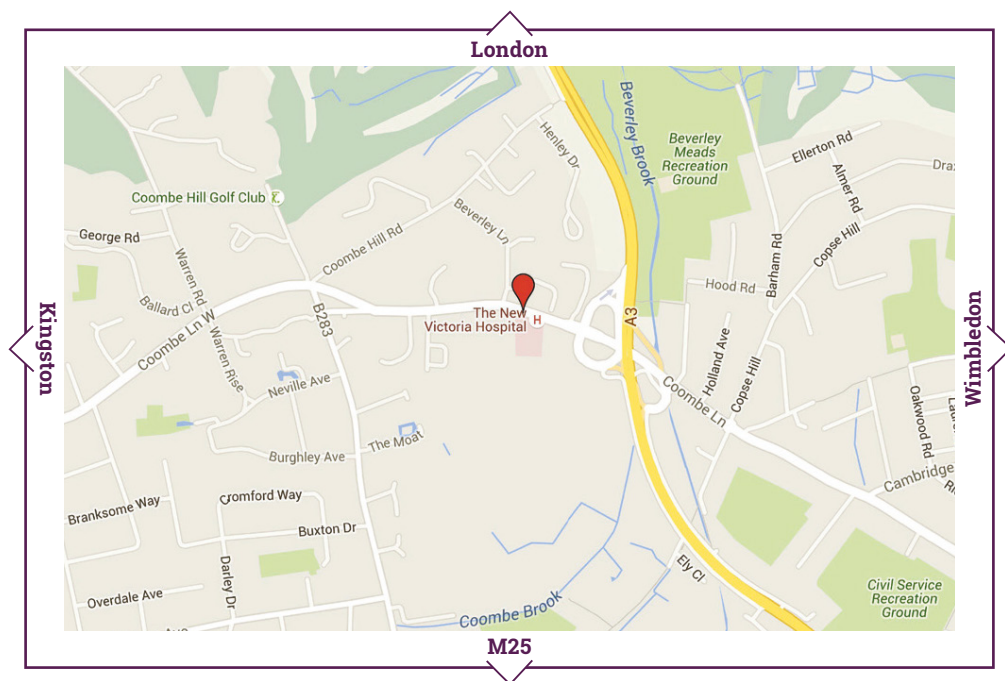 London
Beverley Brook
Henley Dr
Beverley
Meads
Recreation
Ground
Ellerton Rd
Almer Rd
Coombe Hill Golf Club
Beverley Ln
George Rd
Coombe Hill Rd
Copse Hill
Warren Rd
Barham Rd
Hood Rd
Ballard Cl
B283
The New
Victoria Hospital
H
A3
Kingston
Coombe Ln W
Warren Rise
Holland Ave
Wimbledon
Neville Ave
Copse Hill
Coombe Ln
Oakwood Rd
The Moat
Burghley Ave
Cambridge
Branksome Way
Cromford Way
Buxton Dr
Darley Dr
Ely Ct
Overdale Ave
Civil Service
Recreation
Ground
Coombe Brook
M25